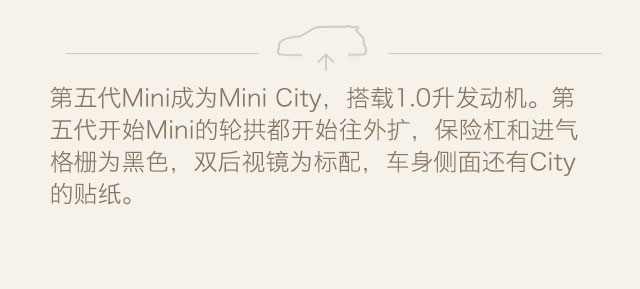 第五代Mini成为Mini City，搭载1.0升发动机。第
五代开始Mini的轮拱都开始往外扩，保险杠和进气
格栅为黑色，双后视镜为标配，车身侧面还有City
的贴纸。